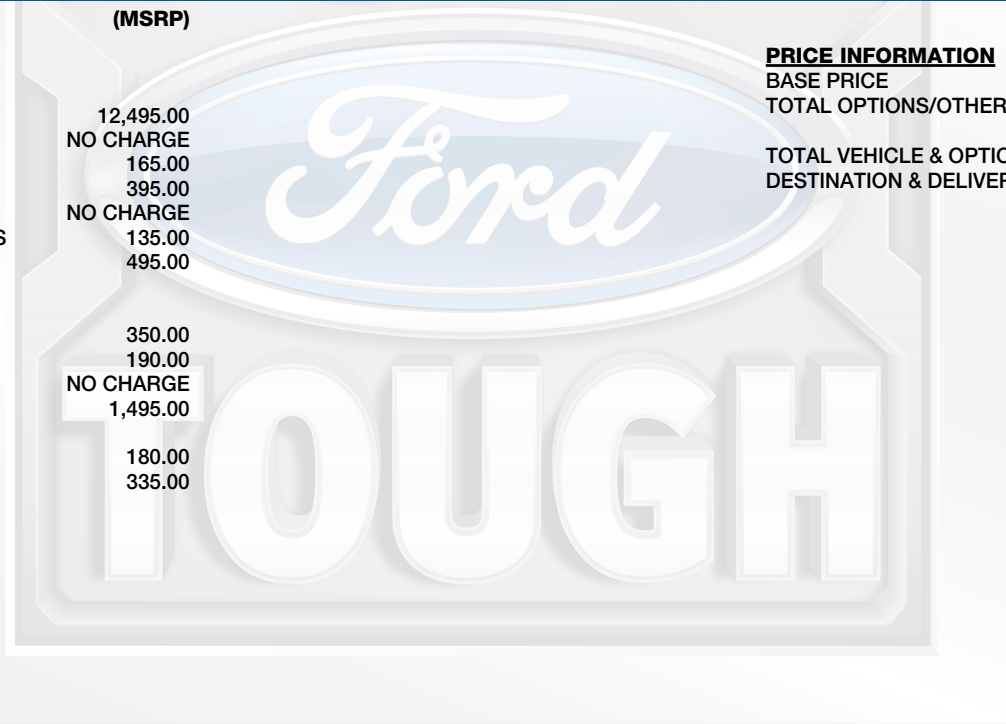 (MSRP)
12,495.00
NO CHARGE
165.00
395.00
NO CHARGE
S
135.00
495.00
350.00
190.00
NO CHARGE
1,495.00
180.00
335.00
PRICE INFORMATION
BASE PRICE
TOTAL OPTIONS/OTHER
TOTAL VEHICLE & OPTIO
DESTINATION & DELIVER
Ford
TOUGH